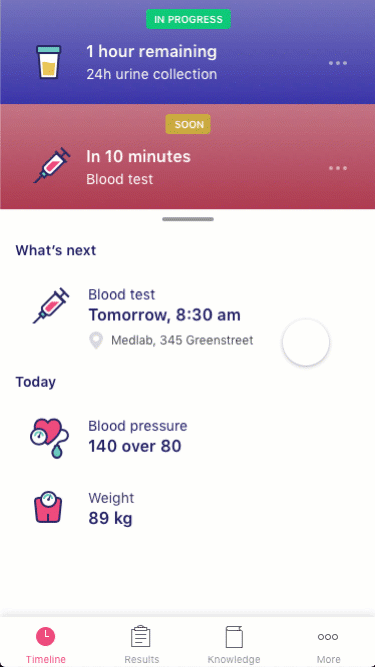 IN PROGRESS
1 hour remaining
24h urine collection
SOON
In 10 minutes
Blood test
What's next
Blood test
Tomorrow, 8:30 am
Medlab, 345 Greenstreet
Today
Blood pressure
140 over 80
Weight
89 kg
Timeline
Results
Knowledge
More